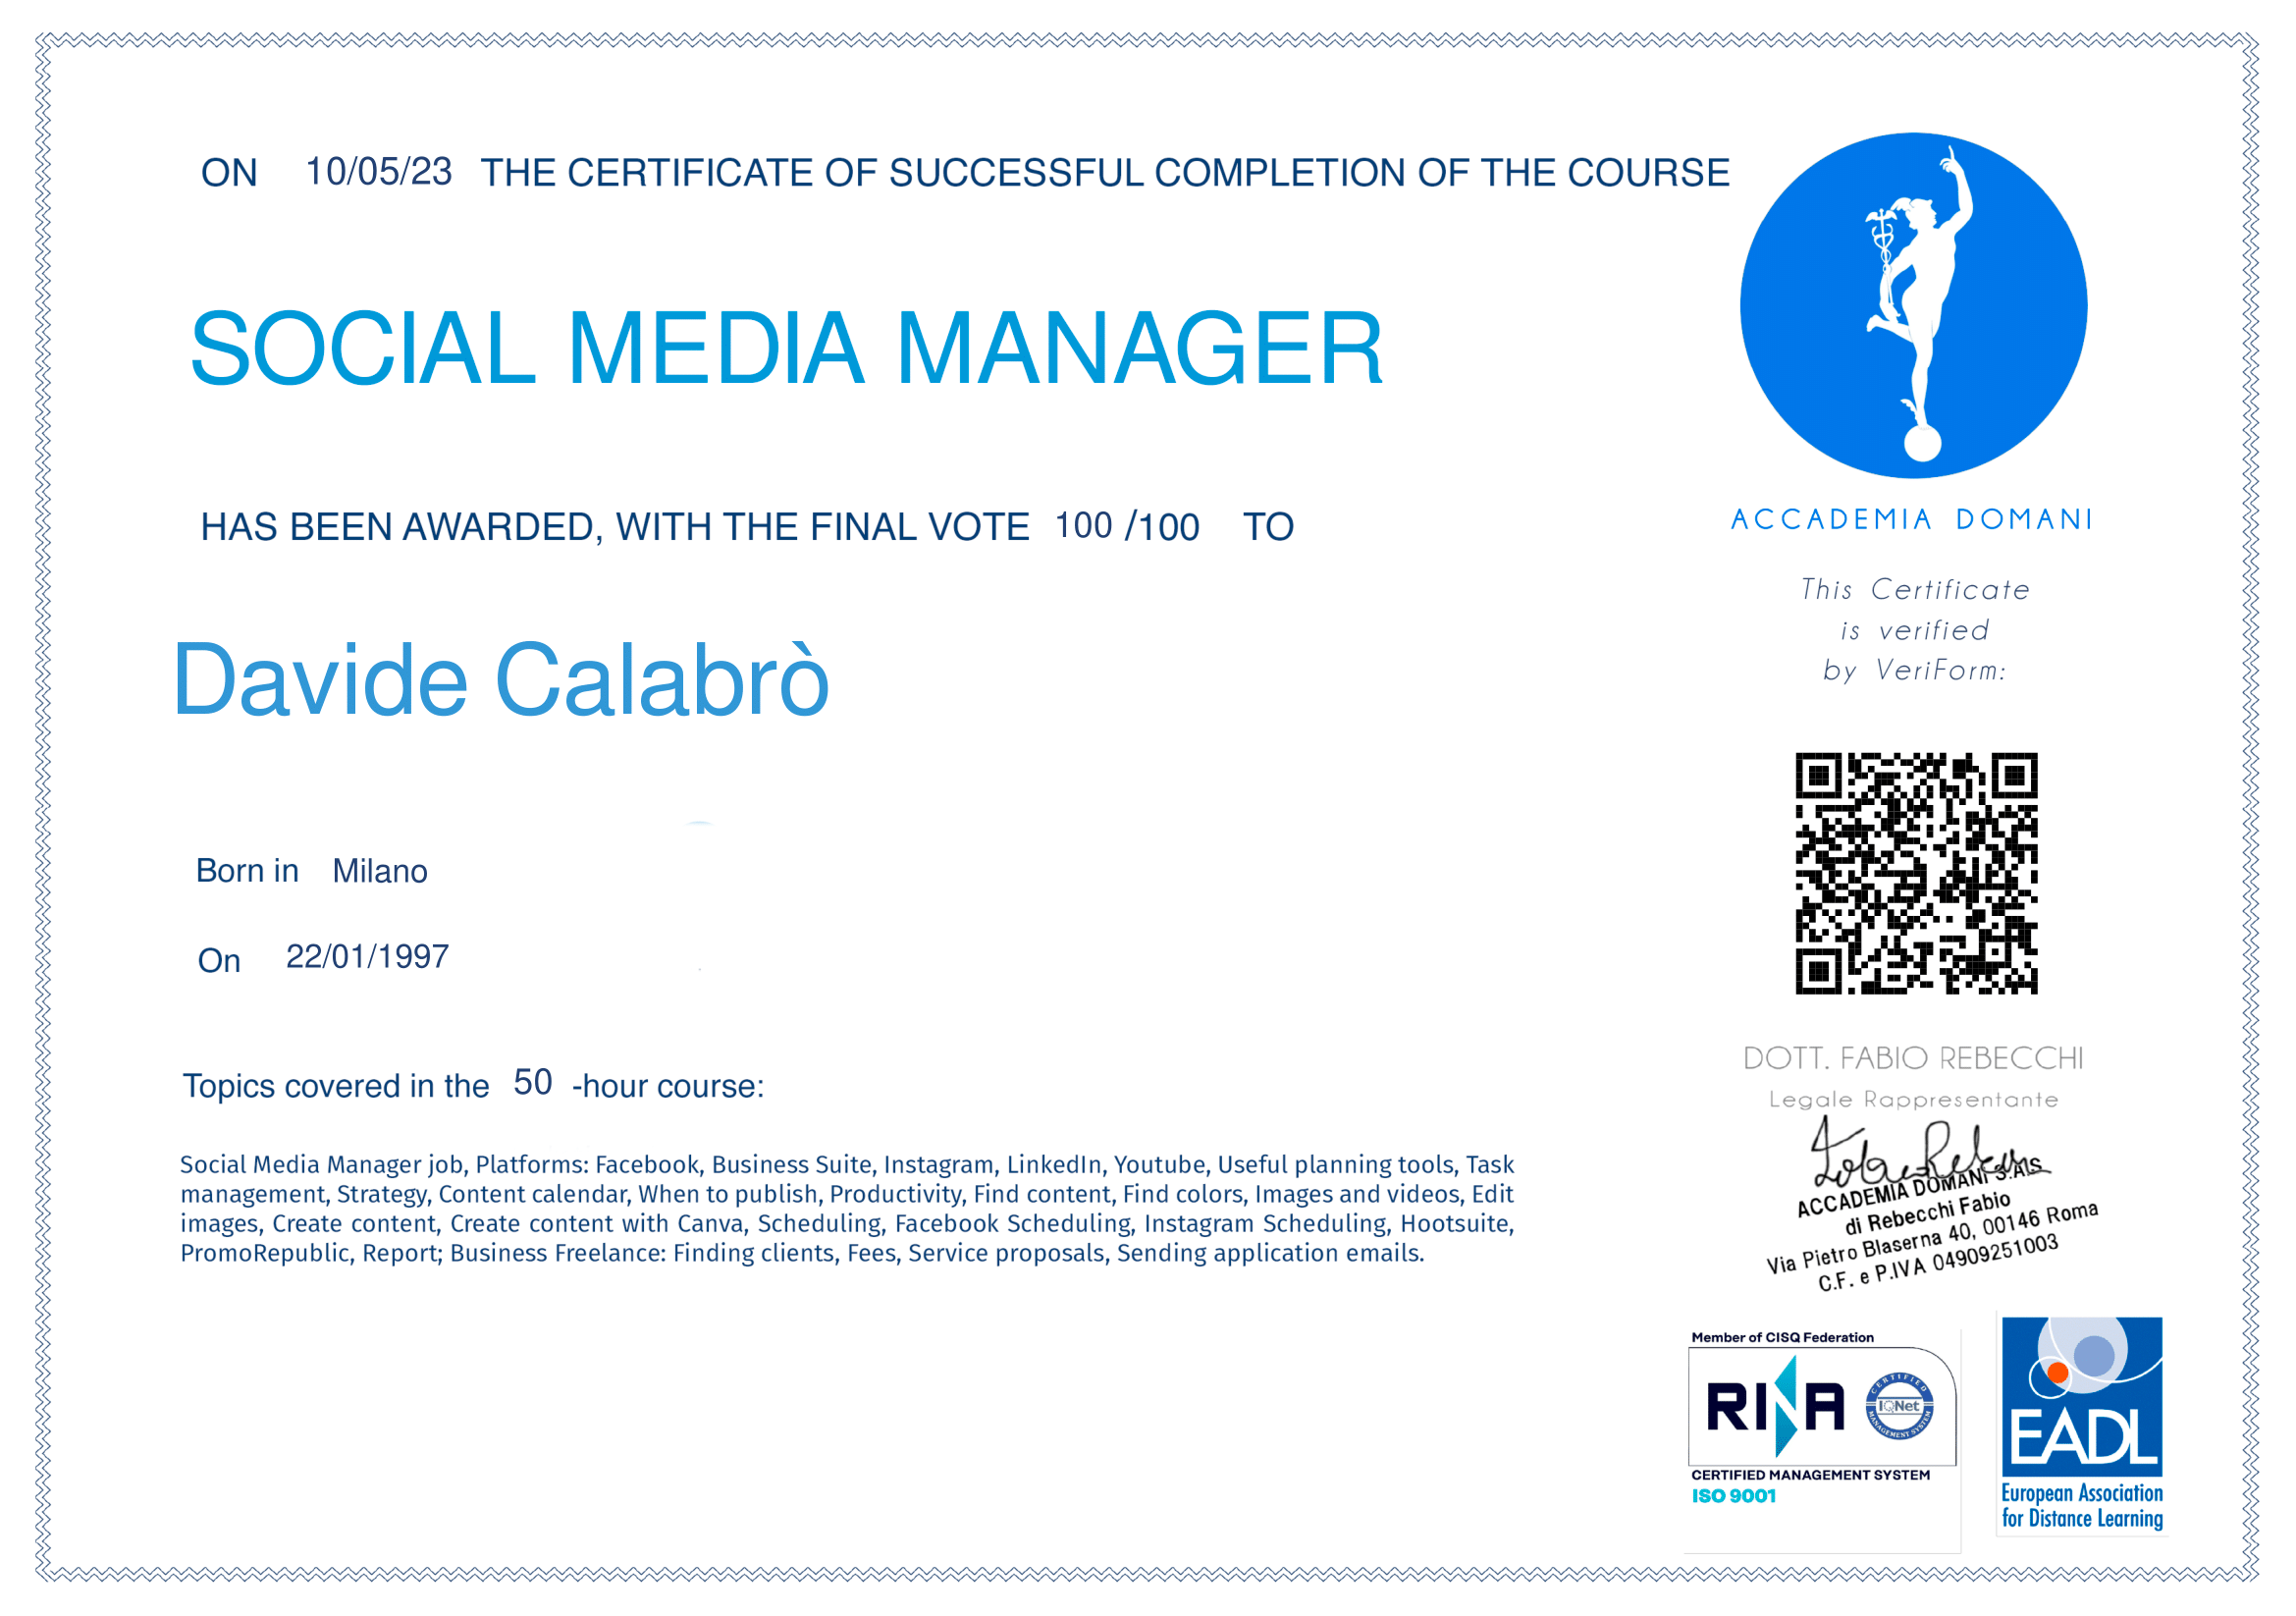 ON 10/05/23 THE CERTIFICATE OF SUCCESSFUL COMPLETION OF THE COURSE
SOCIAL MEDIA MANAGER
HAS BEEN AWARDED, WITH THE FINAL VOTE 100 /100 TO
Davide Calabrò
Born in Milano
On 22/01/1997
Topics covered in the 50 -hour course:
Social Media Manager job, Platforms: Facebook, Business Suite, Instagram, LinkedIn, Youtube, Useful planning tools, Task
management, Strategy, Content calendar, When to publish, Productivity, Find content, Find colors, Images and videos, Edit
images, Create content, Create content with Canva, Scheduling, Facebook Scheduling, Instagram Scheduling, Hootsuite,
PromoRepublic, Report; Business Freelance: Finding clients, Fees, Service proposals, Sending application emails.
ACCADEMIA DOMANI
This Certificate
is verified
by VeriForm:
DOTT. FABIO REBECCHI
Legale Rappresentante
ACCADEMIA DOMANI S.A.S
di Rebecchi Fabio
Via Pietro Blaserna 40, 00146 Roma
C.F. e P.IVA 04909251003
Member of CISQ Federation
RINA
CERTIFIED
IQNet
MANAGEMENT SYSTEM
CERTIFIED MANAGEMENT SYSTEM
ISO 9001
EADL
European Association
for Distance Learning